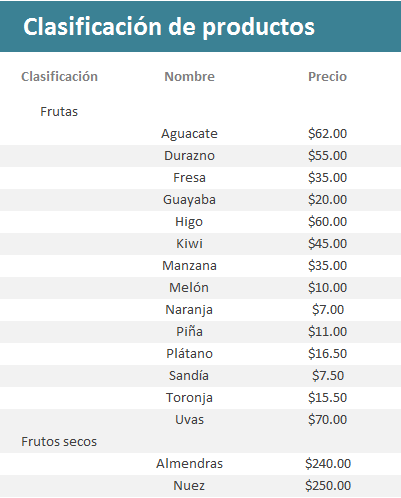 Clasificación de productos
Clasificación Nombre Precio
Frutas
Aguacate $62.00
Durazno $55.00
Fresa $35.00
Guayaba $20.00
Higo $60.00
Kiwi $45.00
Manzana $35.00
Melón $10.00
Naranja $7.00
Piña $11.00
Plátano $16.50
Sandía $7.50
Toronja $15.50
Uvas $70.00
Frutos secos
Almendras $240.00
Nuez $250.00